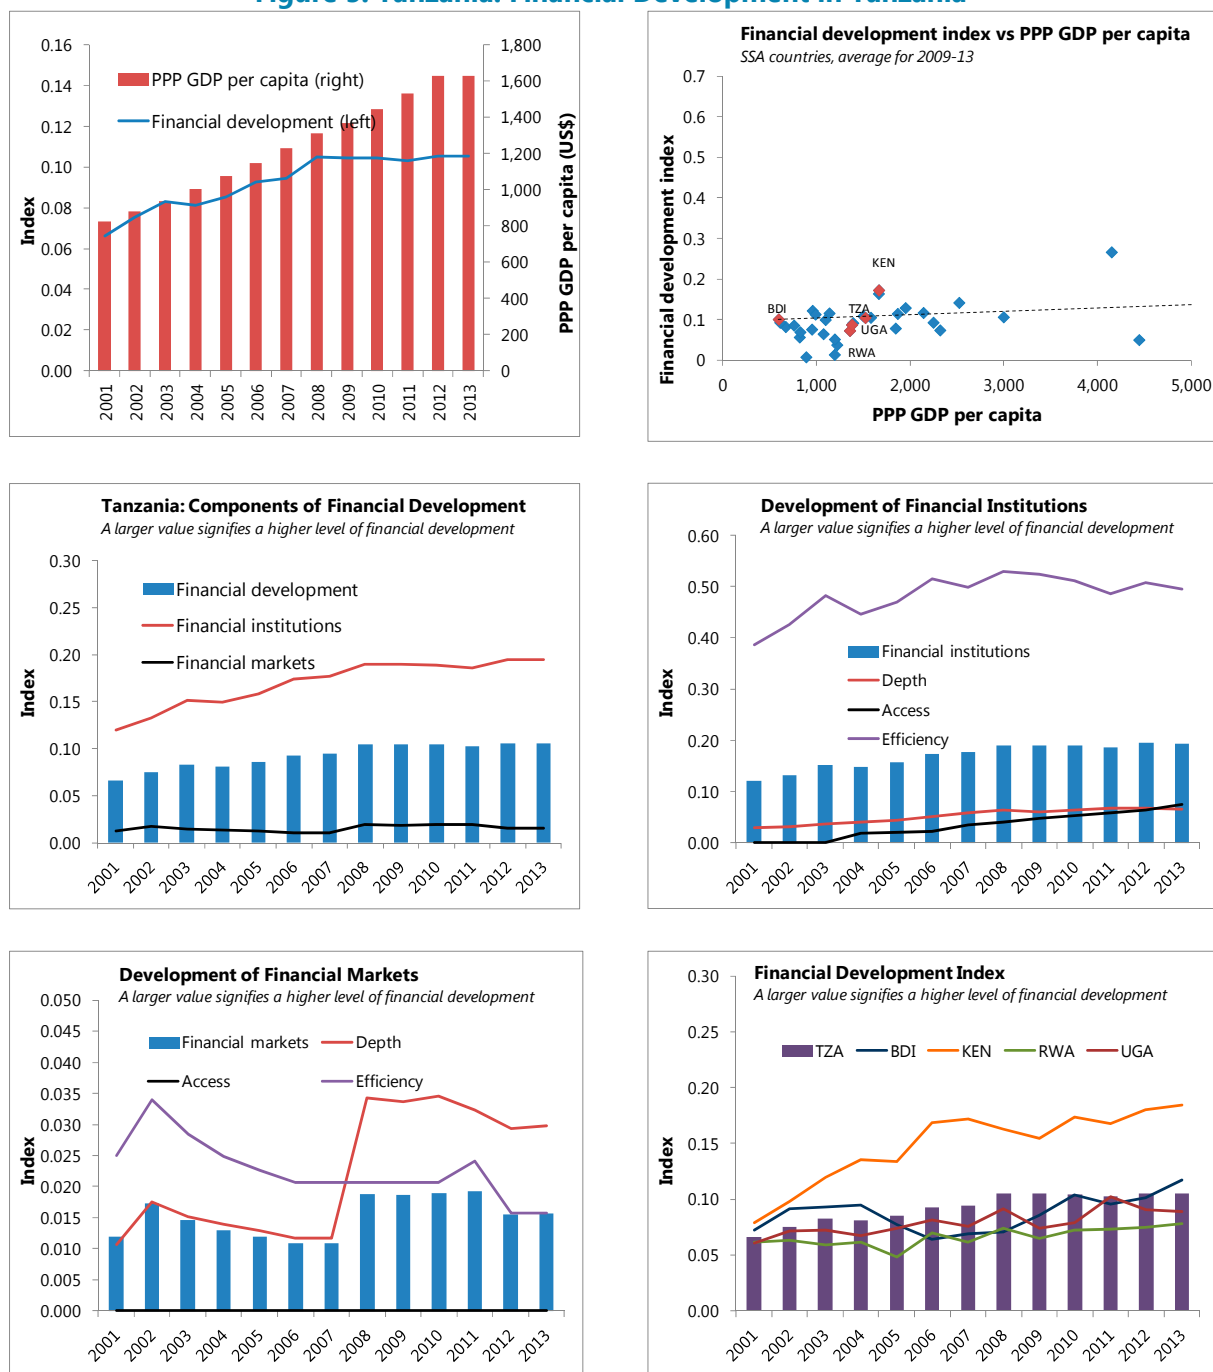 Figure 5. Tanzania: Financial Development in Tanzania
0.16
0.14
0.12
0.10
0.08
0.06
0.04
0.02
0.00
Index
PPP GDP per capita (right)
Financial development (left)
1,800
1,600
1,400
1,200
1,000
800
600
400
200
0
PPP GDP per capita (US$)
2001 2002 2003 2004 2005 2006 2007 2008 2009 2010 2011 2012 2013
Financial development index vs PPP GDP per capita
SSA countries, average for 2009-13
0.7
0.6
0.5
0.4
0.3
0.2
0.1
0
Financial development index
KEN
BDI
TZA
UGA
RWA
0 1,000 2,000 3,000 4,000 5,000
PPP GDP per capita
Tanzania: Components of Financial Development
A larger value signifies a higher level of financial development
0.30
0.25
0.20
0.15
0.10
0.05
0.00
Index
Financial development
Financial institutions
Financial markets
2001 2002 2003 2004 2005 2006 2007 2008 2009 2010 2011 2012 2013
Development of Financial Institutions
A larger value signifies a higher level of financial development
0.60
0.50
0.40
0.30
0.20
0.10
0.00
Index
Financial institutions
Depth
Access
Efficiency
2001 2002 2003 2004 2005 2006 2007 2008 2009 2010 2011 2012 2013
Development of Financial Markets
A larger value signifies a higher level of financial development
0.050
0.045
0.040
0.035
0.030
0.025
0.020
0.015
0.010
0.005
0.000
Index
Financial markets Depth
Access Efficiency
2001 2002 2003 2004 2005 2006 2007 2008 2009 2010 2011 2012 2013
Financial Development Index
A larger value signifies a higher level of financial development
0.30
0.25
0.20
0.15
0.10
0.05
0.00
Index
TZA BDI KEN RWA UGA
2001 2002 2003 2004 2005 2006 2007 2008 2009 2010 2011 2012 2013